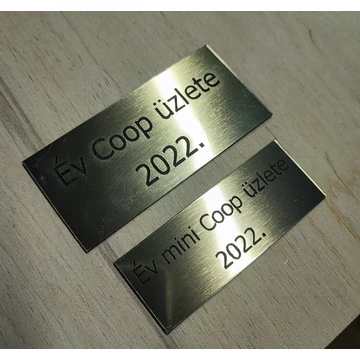 Év Coop üzlete
2022.
Év mini Coop üzlete
2022.